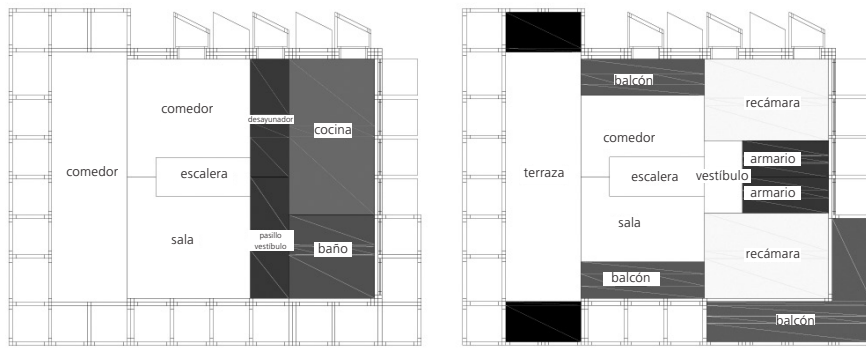 comedor
desayunador
cocina
comedor
escalera
sala
pasillo
vestíbulo
baño
balcón
recámara
comedor
armario
terraza
escalera
vestíbulo
armario
sala
recámara
balcón
balcón